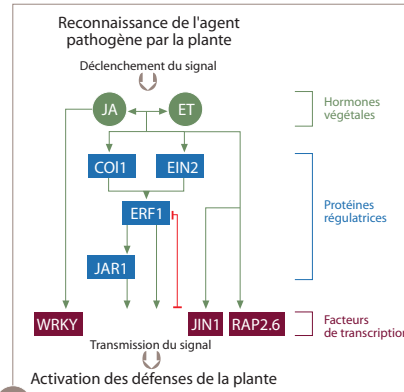 Reconnaissance de l'agent
pathogène par la plante
Déclenchement du signal
JA
ET
Hormones
végétales
COI1
EIN2
ERF1
Protéines
régulatrices
JAR1
WRKY
JIN1
RAP2.6
Facteurs
de transcription
Transmission du signal
Activation des défenses de la plante